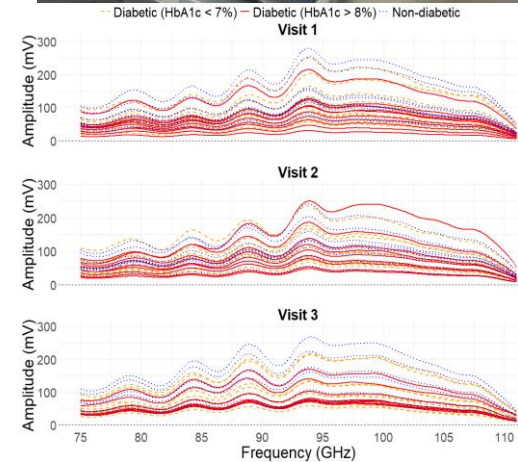 Diabetic (HbA1c < 7%) Diabetic (HbA1c > 8%) Non-diabetic
Visit 1
Amplitude (mV)
300
200
100
0
Visit 2
Amplitude (mV)
300
200
100
0
Visit 3
Amplitude (mV)
300
200
100
0
75 80 85 90 95 100 105 110
Frequency (GHz)